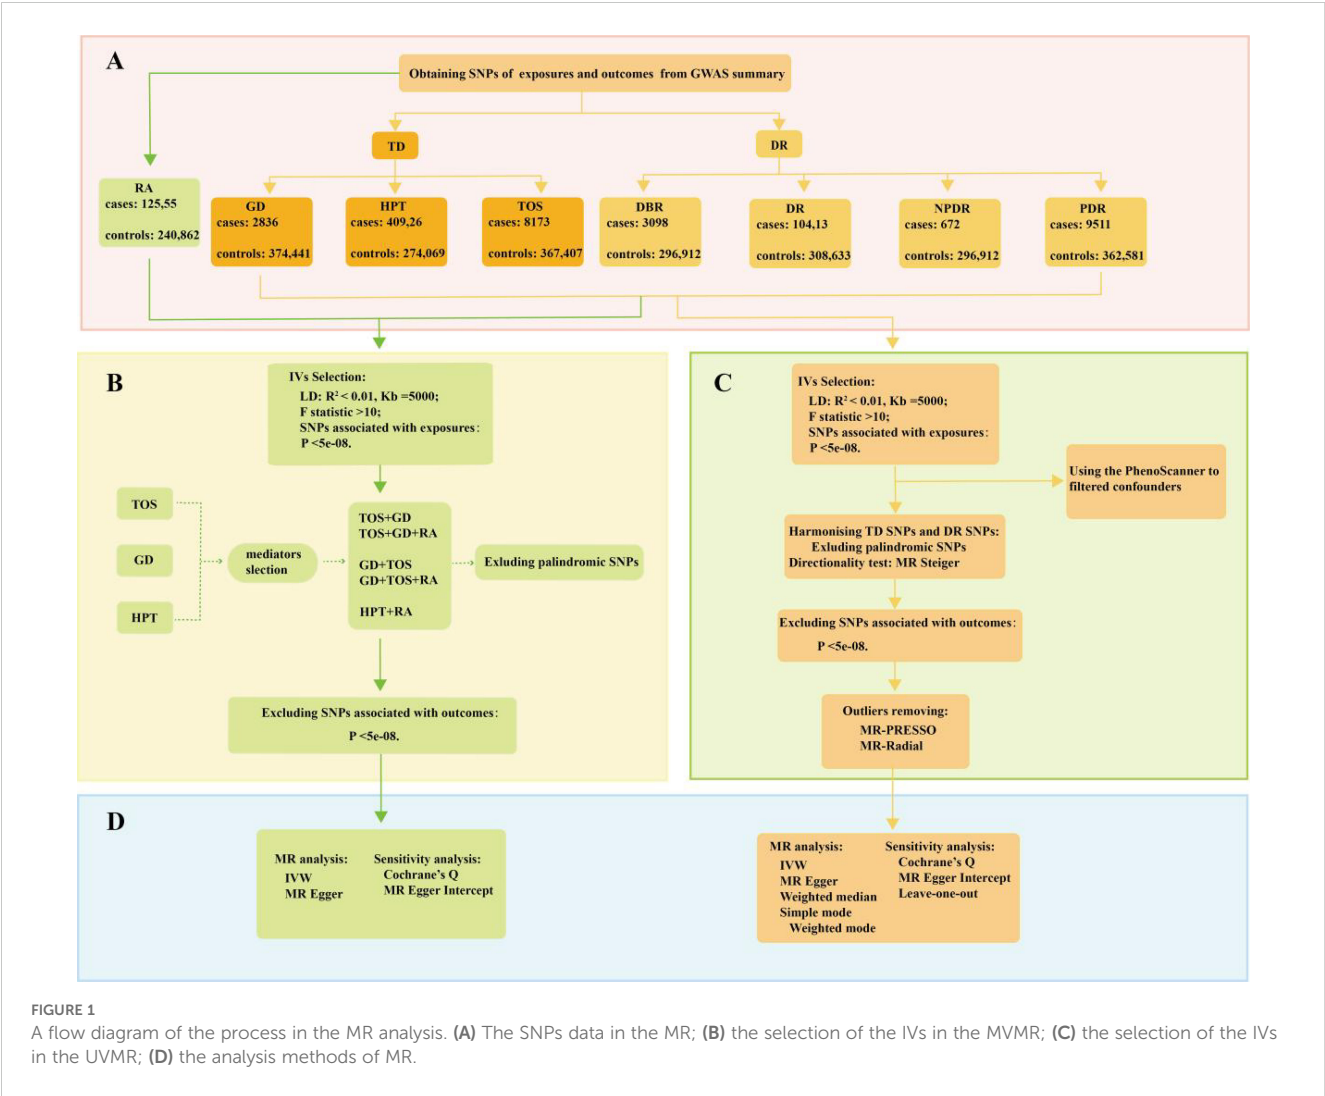 A
Obtaining SNPs of exposures and outcomes from GWAS summary
TD
DR
RA
cases: 125,55
controls: 240,862
GD
cases: 2836
controls: 374,441
HPT
cases: 409,26
controls: 274,069
TOS
cases: 8173
controls: 367,407
DBR
cases: 3098
controls: 296,912
DR
cases: 104,13
controls: 308,633
NPDR
cases: 672
controls: 296,912
PDR
cases: 9511
controls: 362,581
B
IVs Selection:
LD: R² < 0.01, Kb =5000;
F statistic >10;
SNPs associated with exposures:
P <5e-08.
TOS
GD
HPT
mediators
slection
TOS+GD
TOS+GD+RA
GD+TOS
GD+TOS+RA
HPT+RA
Exluding palindromic SNPs
Excluding SNPs associated with outcomes:
P <5e-08.
C
IVs Selection:
LD: R² < 0.01, Kb =5000;
F statistic >10;
SNPs associated with exposures:
P <5e-08.
Using the PhenoScanner to
filtered confounders
Harmonising TD SNPs and DR SNPs:
Exluding palindromic SNPs
Directionality test: MR Steiger
Excluding SNPs associated with outcomes:
P <5e-08.
Outliers removing:
MR-PRESSO
MR-Radial
D
MR analysis:
IVW
MR Egger
Sensitivity analysis:
Cochrane's Q
MR Egger Intercept
MR analysis:
IVW
MR Egger
Weighted median
Simple mode
Weighted mode
Sensitivity analysis:
Cochrane's Q
MR Egger Intercept
Leave-one-out
FIGURE 1
A flow diagram of the process in the MR analysis. (A) The SNPs data in the MR; (B) the selection of the IVs in the MVMR; (C) the selection of the IVs
in the UVMR; (D) the analysis methods of MR.